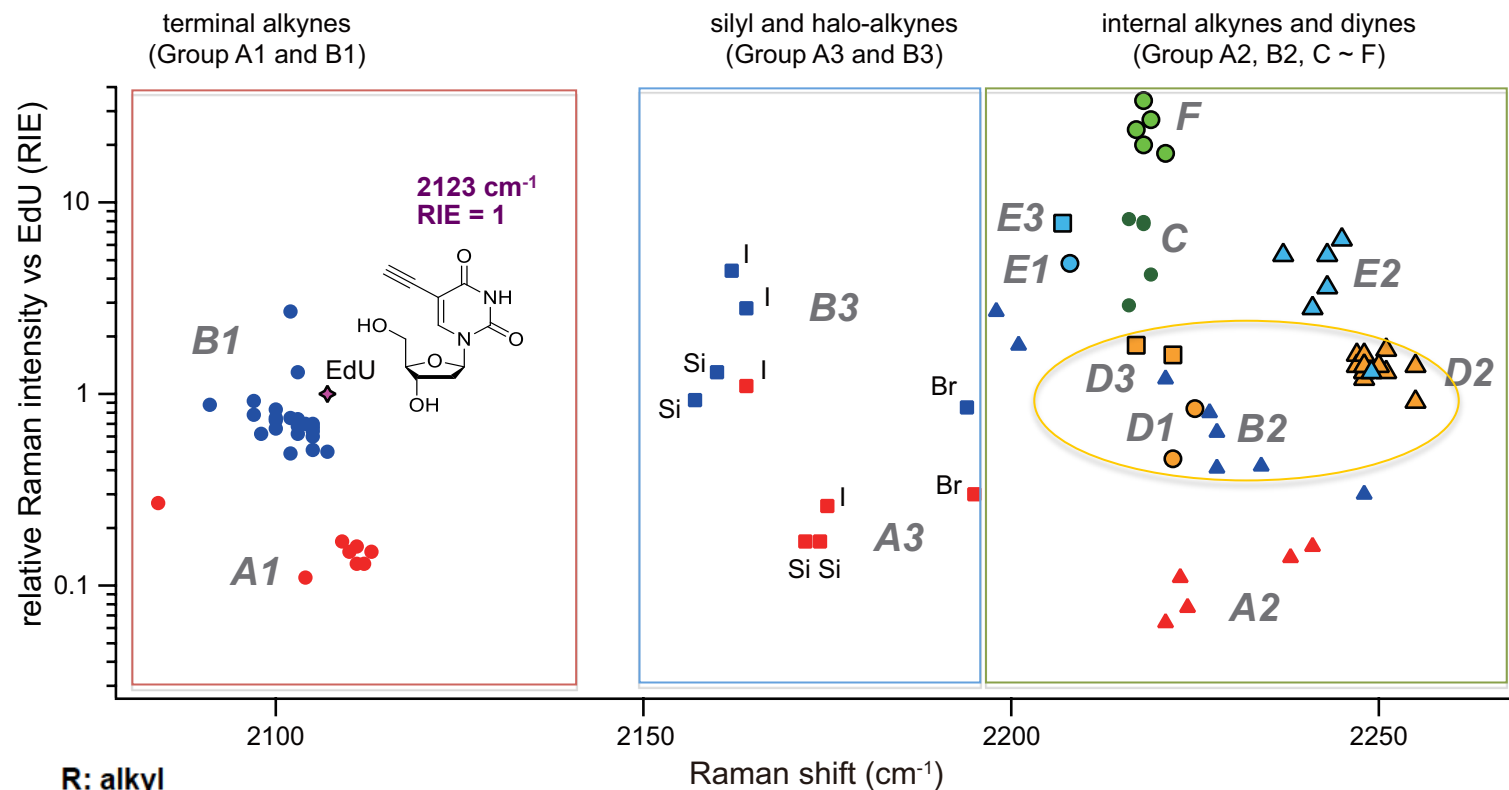 terminal alkynes
(Group A1 and B1)
silyl and halo-alkynes
(Group A3 and B3)
internal alkynes and diynes
(Group A2, B2, C ~ F)
relative Raman intensity vs EdU (RIE)
10
1
0.1
2123 cm⁻¹
RIE = 1
O
NH
N
O
HO
O
OH
B1
EdU
A1
I
I
B3
Si
I
Si
Br
Br
I
A3
Si Si
F
E3
C
E1
E2
D3
D2
D1
B2
A2
2100
2150
2200
2250
Raman shift (cm⁻¹)
R: alkyl